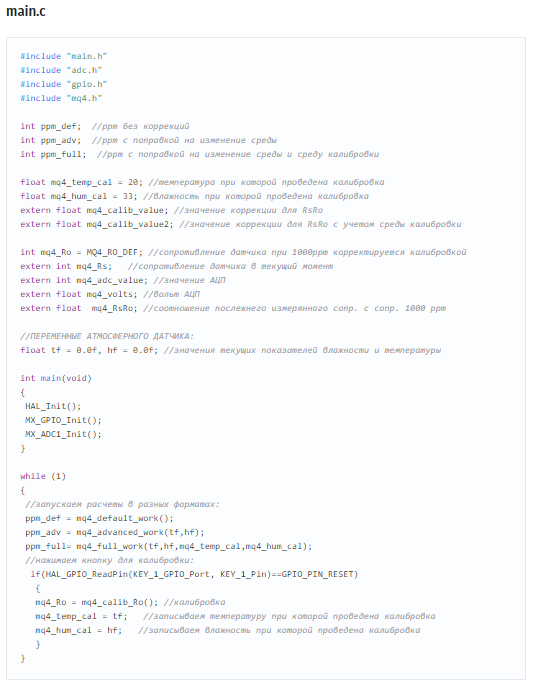 main.c
#include "main.h"
#include "adc.h"
#include "gpio.h"
#include "mq4.h"
int ppm_def;  //ppm без коррекций
int ppm_adv;  //ppm с поправкой на изменение среды
int ppm_full;  //ppm с поправкой на изменение среды и среду калибровки
float mq4_temp_cal = 20; //температура при которой проведена калибровка
float mq4_hum_cal = 33; //влажность при которой проведена калибровка
extern float mq4_calib_value; //значение коррекции для RsRo
extern float mq4_calib_value2; //значение коррекции для RsRo с учетом среды калибровки
int mq4_Ro = MQ4_RO_DEF; //сопротивление датчика при 1000ppm корректируется калибровкой
extern int mq4_Rs;   //сопротивление датчика в текущий момент
extern int mq4_adc_value; //значение АЦП
extern float mq4_volts; //вольт АЦП
extern float  mq4_RsRo; //соотношение послежнего измерянного сопр. с сопр. 1000 ppm
//ПЕРЕМЕННЫЕ АТМОСФЕРНОГО ДАТЧИКА:
float tf = 0.0f, hf = 0.0f; //значения текущих показателей влажности и температуры
int main(void)
{
HAL_Init();
MX_GPIO_Init();
MX_ADC1_Init();
}
while (1)
{
//запускаем расчеты в разных форматах:
ppm_def = mq4_default_work();
ppm_adv = mq4_advanced_work(tf,hf);
ppm_full= mq4_full_work(tf,hf,mq4_temp_cal,mq4_hum_cal);
//нажимаем кнопку для калибровки:
if(HAL_GPIO_ReadPin(KEY_1_GPIO_Port, KEY_1_Pin)==GPIO_PIN_RESET)
{
mq4_Ro = mq4_calib_Ro(); //калибровка
mq4_temp_cal = tf;   //записываем температуру при которой проведена калибровка
mq4_hum_cal = hf;   //записываем влажность при которой проведена калибровка
}
}